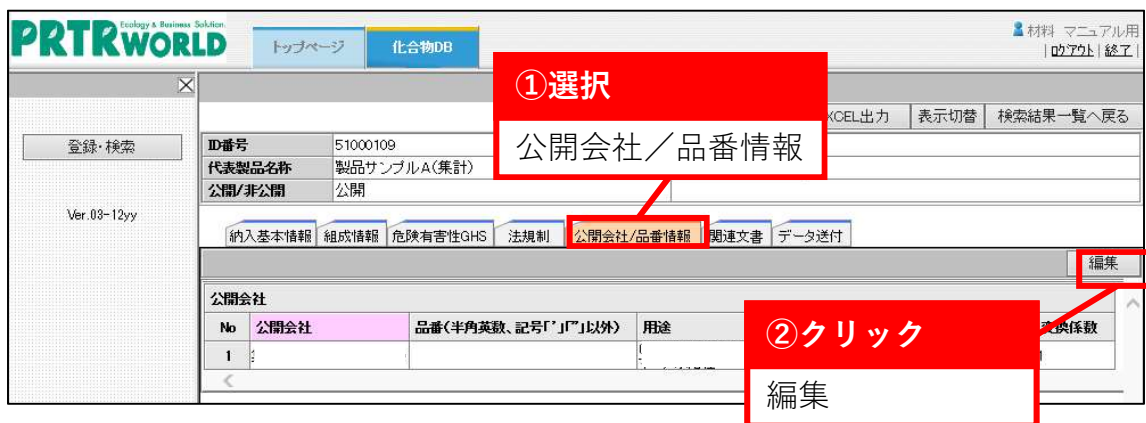 Ecology & Business Solution.
PRTRWORLD
トップページ
化合物DB
材料 マニュアル用
|ログアウト|終了|
①選択
公開会社／品番情報
XCEL出力
表示切替
検索結果一覧へ戻る
登録・検索
Ver.03-12yy
ID番号 51000109
代表製品名称 製品サンプルA(集計)
公開/非公開 公開
納入基本情報 組成情報 危険有害性GHS 法規制 公開会社/品番情報 関連文書 データ送付
編集
公開会社
No 公開会社 品番(半角英数、記号「'」「"」以外) 用途 変換係数
1
②クリック
編集